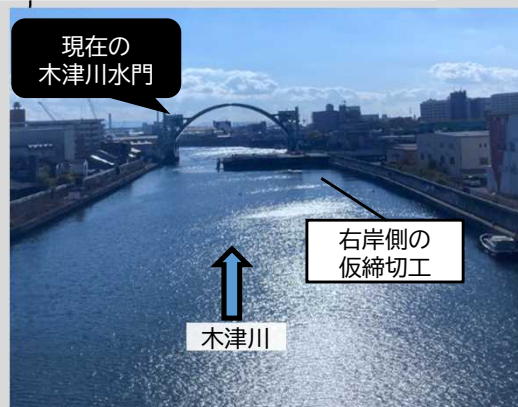 現在の
木津川水門
右岸側の
仮締切工
木津川